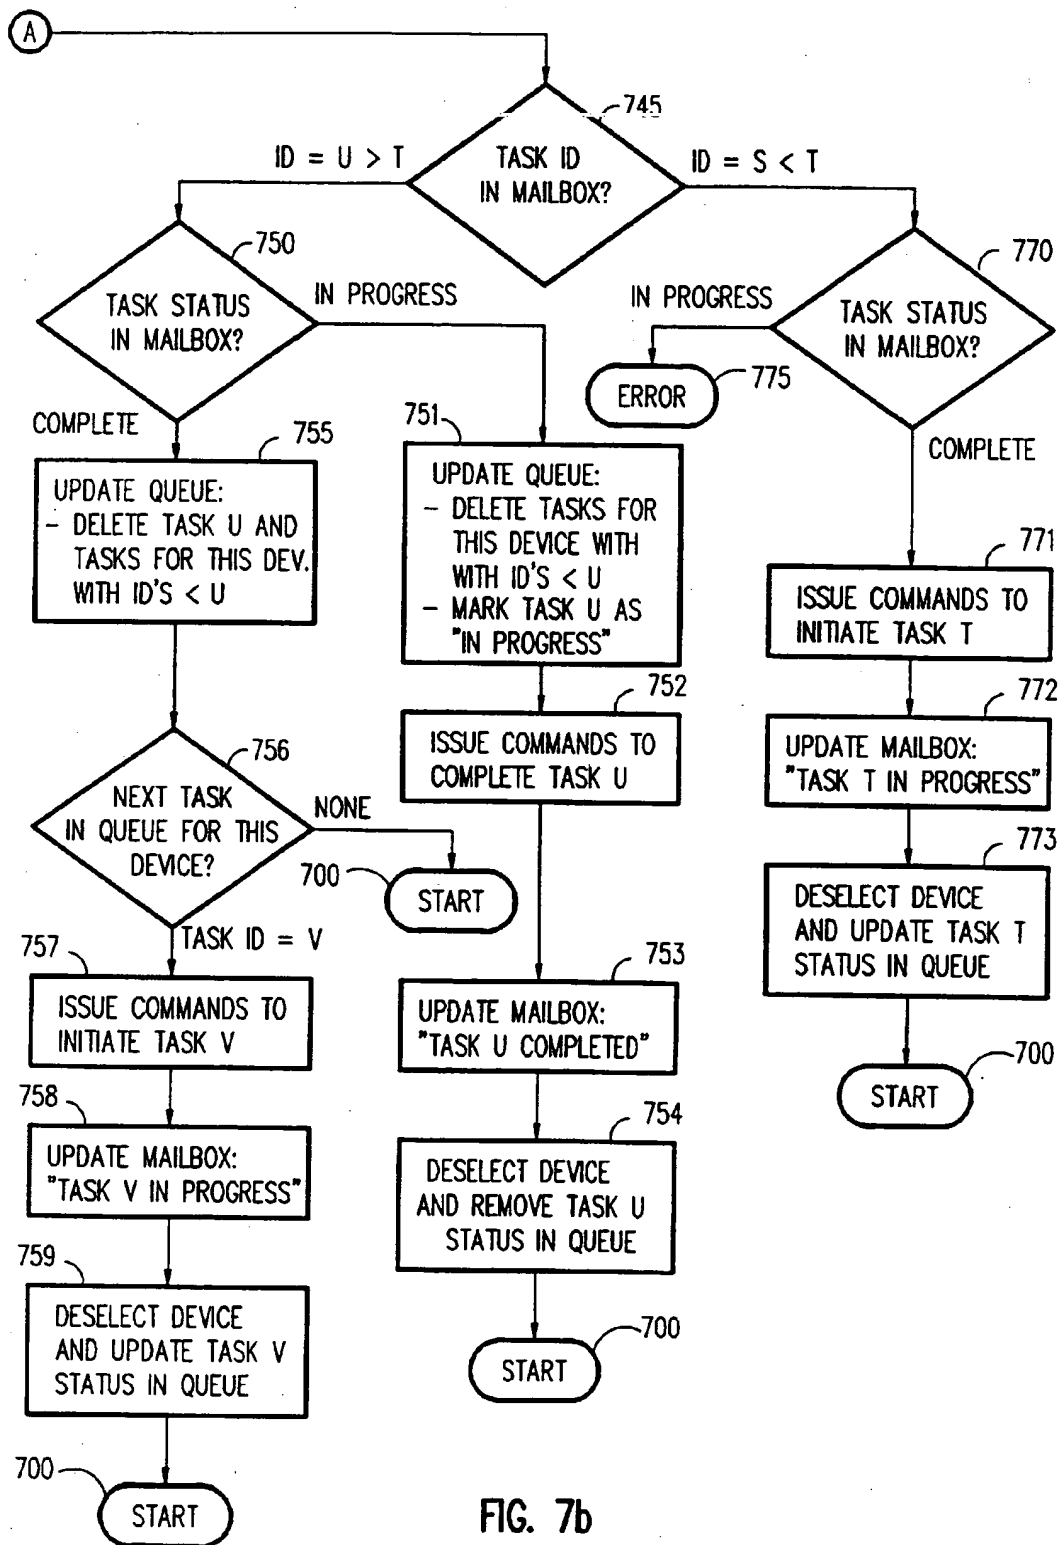 A
745
TASK ID
IN MAILBOX?
ID = U > T
ID = S < T
750
TASK STATUS
IN MAILBOX?
IN PROGRESS
COMPLETE
770
TASK STATUS
IN MAILBOX?
IN PROGRESS
ERROR
775
COMPLETE
755
UPDATE QUEUE:
- DELETE TASK U AND
TASKS FOR THIS DEV.
WITH ID'S < U
751
UPDATE QUEUE:
- DELETE TASKS FOR
THIS DEVICE WITH
WITH ID'S < U
- MARK TASK U AS
"IN PROGRESS"
771
ISSUE COMMANDS TO
INITIATE TASK T
752
ISSUE COMMANDS TO
COMPLETE TASK U
772
UPDATE MAILBOX:
"TASK T IN PROGRESS"
756
NEXT TASK
IN QUEUE FOR THIS
DEVICE?
NONE
700
START
TASK ID = V
773
DESELECT DEVICE
AND UPDATE TASK T
STATUS IN QUEUE
700
START
757
ISSUE COMMANDS TO
INITIATE TASK V
753
UPDATE MAILBOX:
"TASK U COMPLETED"
758
UPDATE MAILBOX:
"TASK V IN PROGRESS"
754
DESELECT DEVICE
AND REMOVE TASK U
STATUS IN QUEUE
759
DESELECT DEVICE
AND UPDATE TASK V
STATUS IN QUEUE
700
START
700
START
FIG. 7b